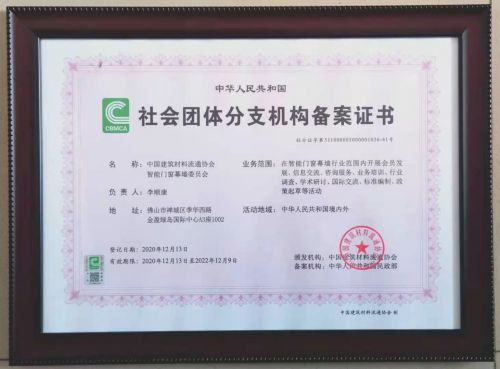 中华人民共和国
CBMCA
社会团体分支机构备案证书
名    称：中国建筑材料流通协会
智能门窗幕墙委员会
负 责 人：李顺康
地    址：佛山市禅城区季华西路
金盈绿岛国际中心13座1002
业务范围：在智能门窗幕墙行业范围内开展会员发
展、信息交流、咨询服务、业务培训、行业
调查、学术研讨、国际交流、标准编制、政
策起草等活动
活动地域：中华人民共和国境内外
登记日期：2020年12月13日
有效期限：2020年12月13日至2022年12月9日
颁发机构：中国建筑材料流通协会
备案机构：中华人民共和国民政部
中国建筑材料流通协会 制